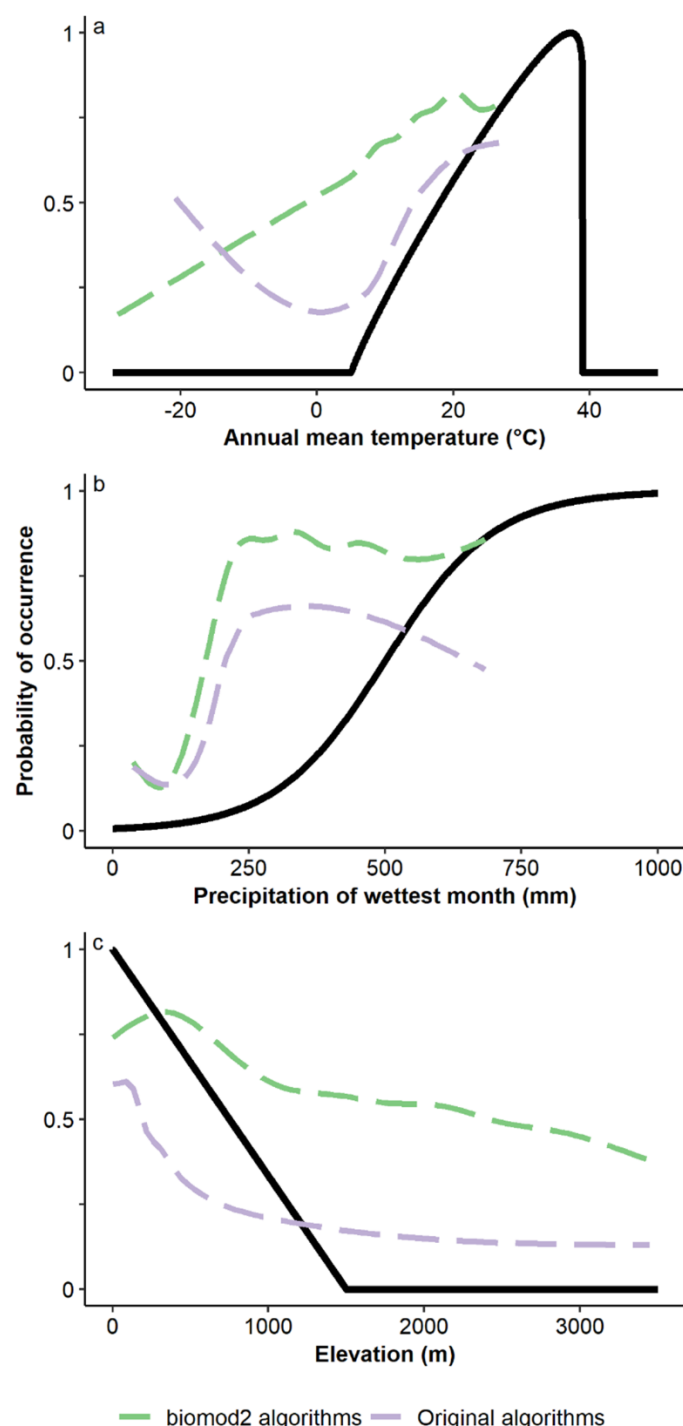 a
1
0.5
0
-20 0 20 40
Annual mean temperature (°C)
b
1
0.5
0
0 250 500 750 1000
Precipitation of wettest month (mm)
Probability of occurrence
c
1
0.5
0
0 1000 2000 3000
Elevation (m)
biomod2 algorithms Original algorithms